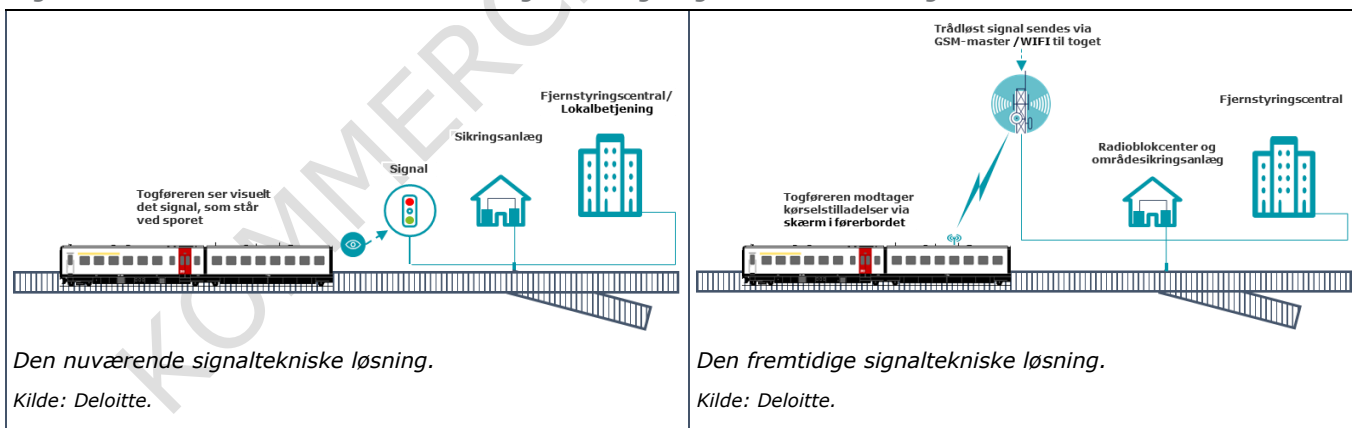 Togføreren ser visuelt
det signal, som står
ved sporet
Signal
Sikringsanlæg
Fjernstyringscentral/
Lokalbetjening
Den nuværende signaltekniske løsning.
Kilde: Deloitte.
Trådløst signal sendes via
GSM-master /WIFI til toget
Togføreren modtager
kørselstilladelser via
skærm i førerbordet
Radioblokcenter og
områdesikringsanlæg
Fjernstyringscentral
Den fremtidige signaltekniske løsning.
Kilde: Deloitte.